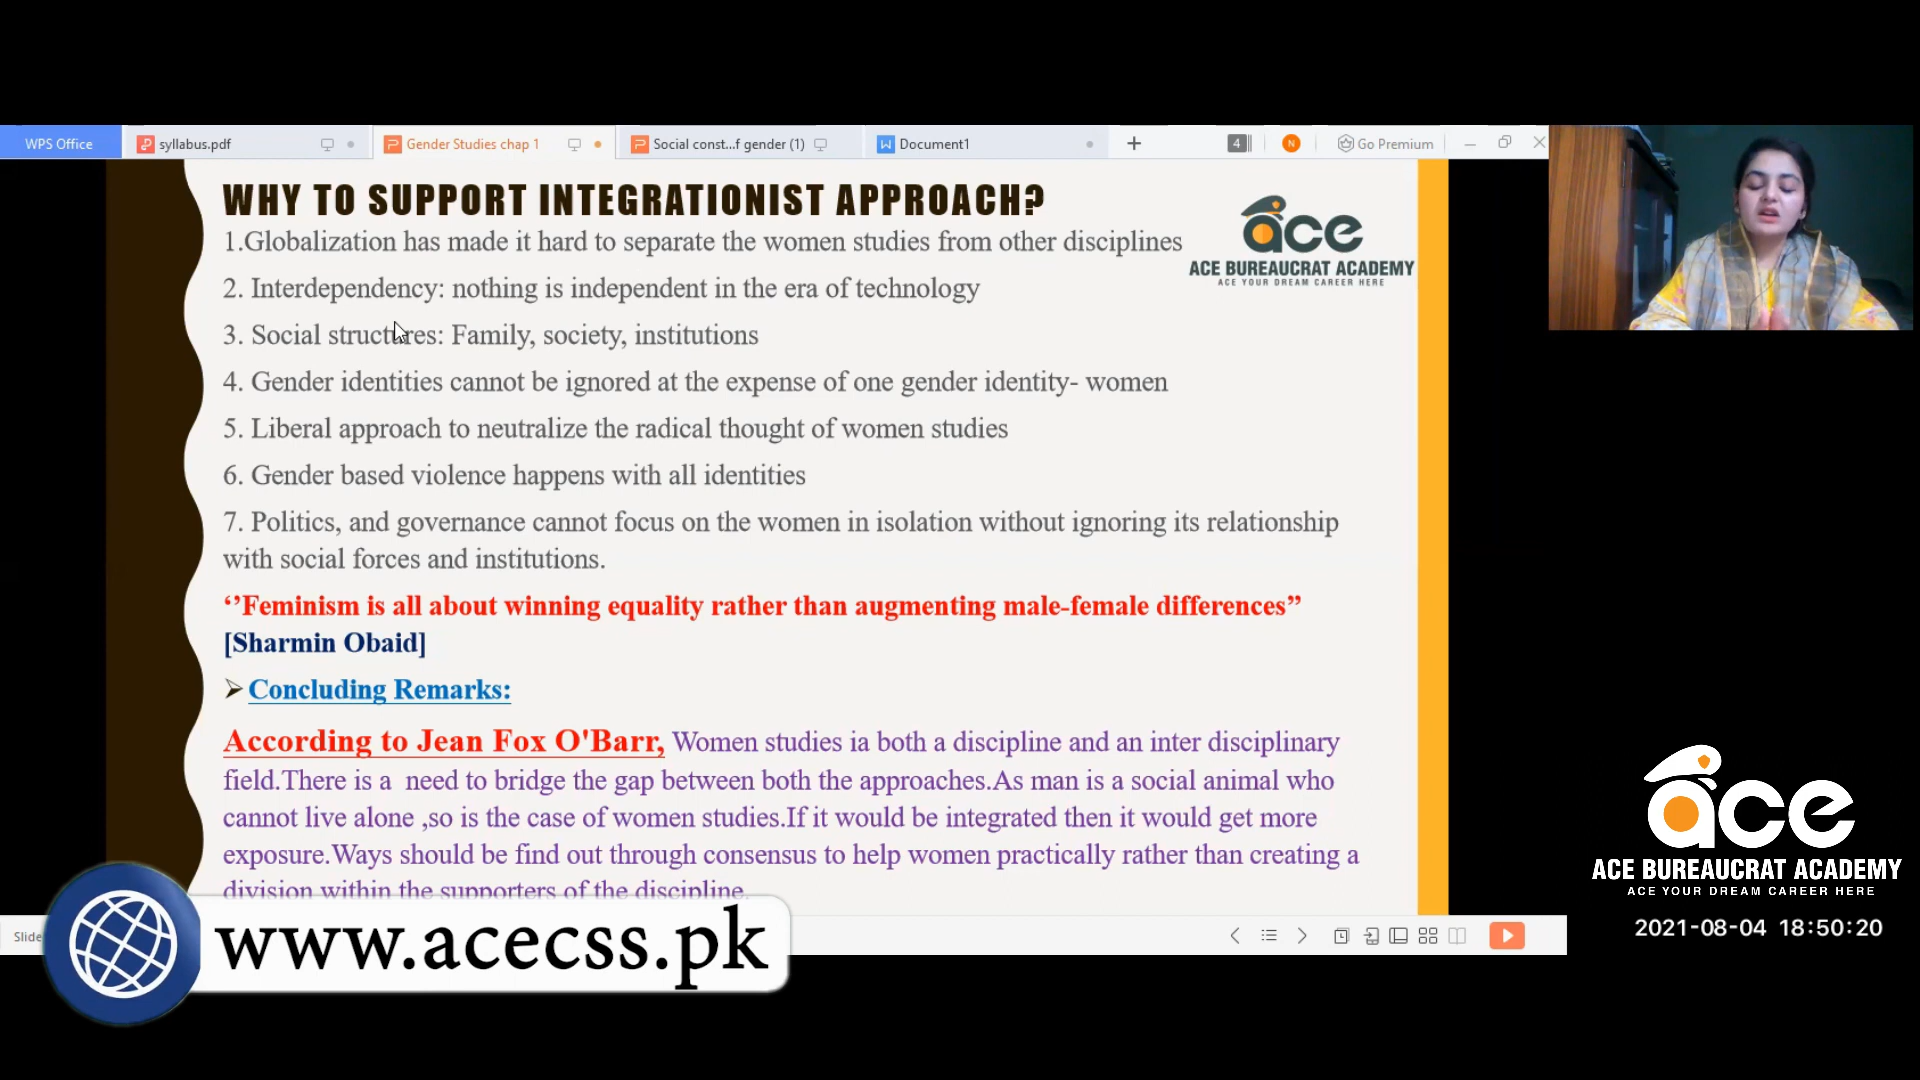 WPS Office
syllabus.pdf
Gender Studies chap 1
Social const...f gender (1)
Document1
4
N
Go Premium
WHY TO SUPPORT INTEGRATIONIST APPROACH?
ace
ACE BUREAUCRAT ACADEMY
ACE YOUR DREAM CAREER HERE
1.Globalization has made it hard to separate the women studies from other disciplines
2. Interdependency: nothing is independent in the era of technology
3. Social structures: Family, society, institutions
4. Gender identities cannot be ignored at the expense of one gender identity- women
5. Liberal approach to neutralize the radical thought of women studies
6. Gender based violence happens with all identities
7. Politics, and governance cannot focus on the women in isolation without ignoring its relationship
with social forces and institutions.
‘’Feminism is all about winning equality rather than augmenting male-female differences”
[Sharmin Obaid]
Concluding Remarks:
According to Jean Fox O'Barr, Women studies ia both a discipline and an inter disciplinary
field.There is a  need to bridge the gap between both the approaches.As man is a social animal who
cannot live alone ,so is the case of women studies.If it would be integrated then it would get more
exposure.Ways should be find out through consensus to help women practically rather than creating a
division within the supporters of the discipline.
Slide
www.acecss.pk
ace
ACE BUREAUCRAT ACADEMY
ACE YOUR DREAM CAREER HERE
2021-08-04 18:50:20